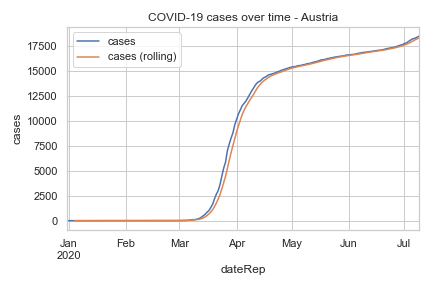 COVID-19 cases over time - Austria
cases
cases (rolling)
17500
15000
12500
10000
7500
5000
2500
0
cases
Jan Feb Mar Apr May Jun Jul
2020
dateRep